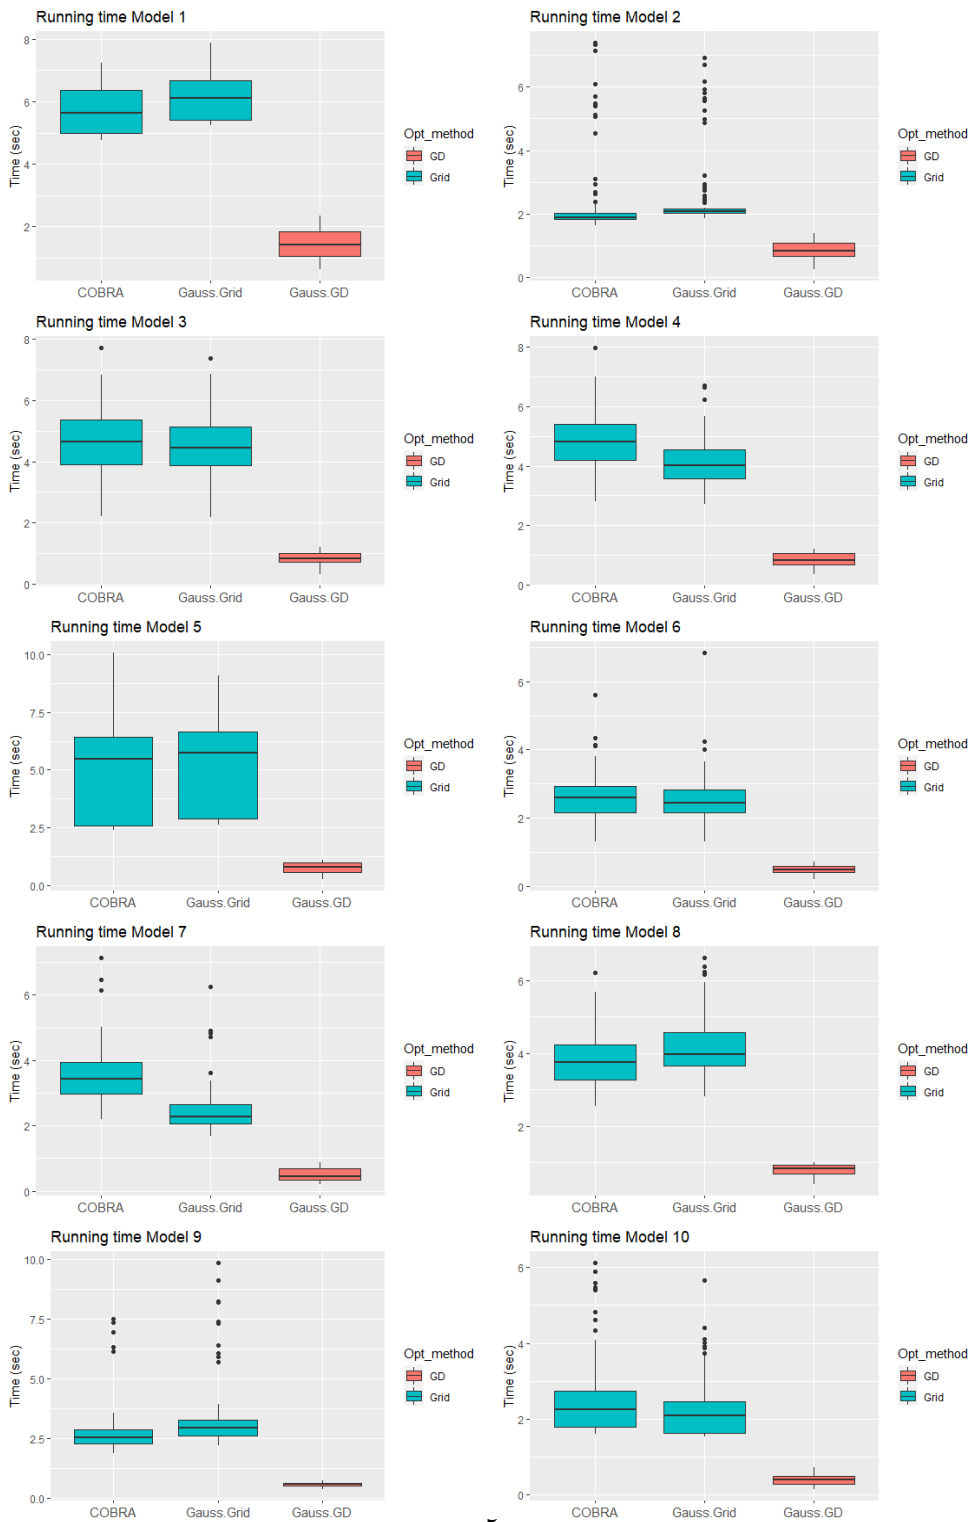 Running time Model 1
Time (sec)
8
6
4
2
COBRA Gauss.Grid Gauss.GD
Opt_method
GD
Grid
Running time Model 2
Time (sec)
6
4
2
0
COBRA Gauss.Grid Gauss.GD
Opt_method
GD
Grid
Running time Model 3
Time (sec)
8
6
4
2
0
COBRA Gauss.Grid Gauss.GD
Opt_method
GD
Grid
Running time Model 4
Time (sec)
8
6
4
2
0
COBRA Gauss.Grid Gauss.GD
Opt_method
GD
Grid
Running time Model 5
Time (sec)
10.0
7.5
5.0
2.5
0.0
COBRA Gauss.Grid Gauss.GD
Opt_method
GD
Grid
Running time Model 6
Time (sec)
6
4
2
0
COBRA Gauss.Grid Gauss.GD
Opt_method
GD
Grid
Running time Model 7
Time (sec)
6
4
2
0
COBRA Gauss.Grid Gauss.GD
Opt_method
GD
Grid
Running time Model 8
Time (sec)
6
4
2
COBRA Gauss.Grid Gauss.GD
Opt_method
GD
Grid
Running time Model 9
Time (sec)
10.0
7.5
5.0
2.5
0.0
COBRA Gauss.Grid Gauss.GD
Opt_method
GD
Grid
Running time Model 10
Time (sec)
6
4
2
0
COBRA Gauss.Grid Gauss.GD
Opt_method
GD
Grid